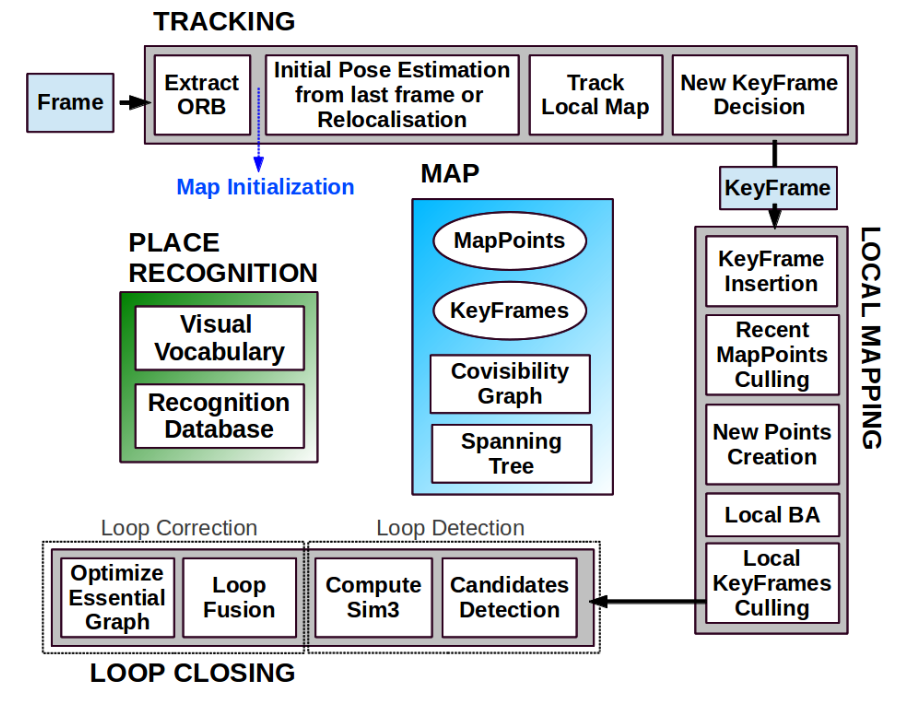 TRACKING
Frame
Extract
ORB
Initial Pose Estimation
from last frame or
Relocalisation
Track
Local Map
New KeyFrame
Decision
Map Initialization
KeyFrame
MAP
MapPoints
KeyFrames
Covisibility
Graph
Spanning
Tree
PLACE
RECOGNITION
Visual
Vocabulary
Recognition
Database
LOCAL MAPPING
KeyFrame
Insertion
Recent
MapPoints
Culling
New Points
Creation
Local BA
Local
KeyFrames
Culling
Loop Correction
Loop Detection
Optimize
Essential
Graph
Loop
Fusion
Compute
Sim3
Candidates
Detection
LOOP CLOSING